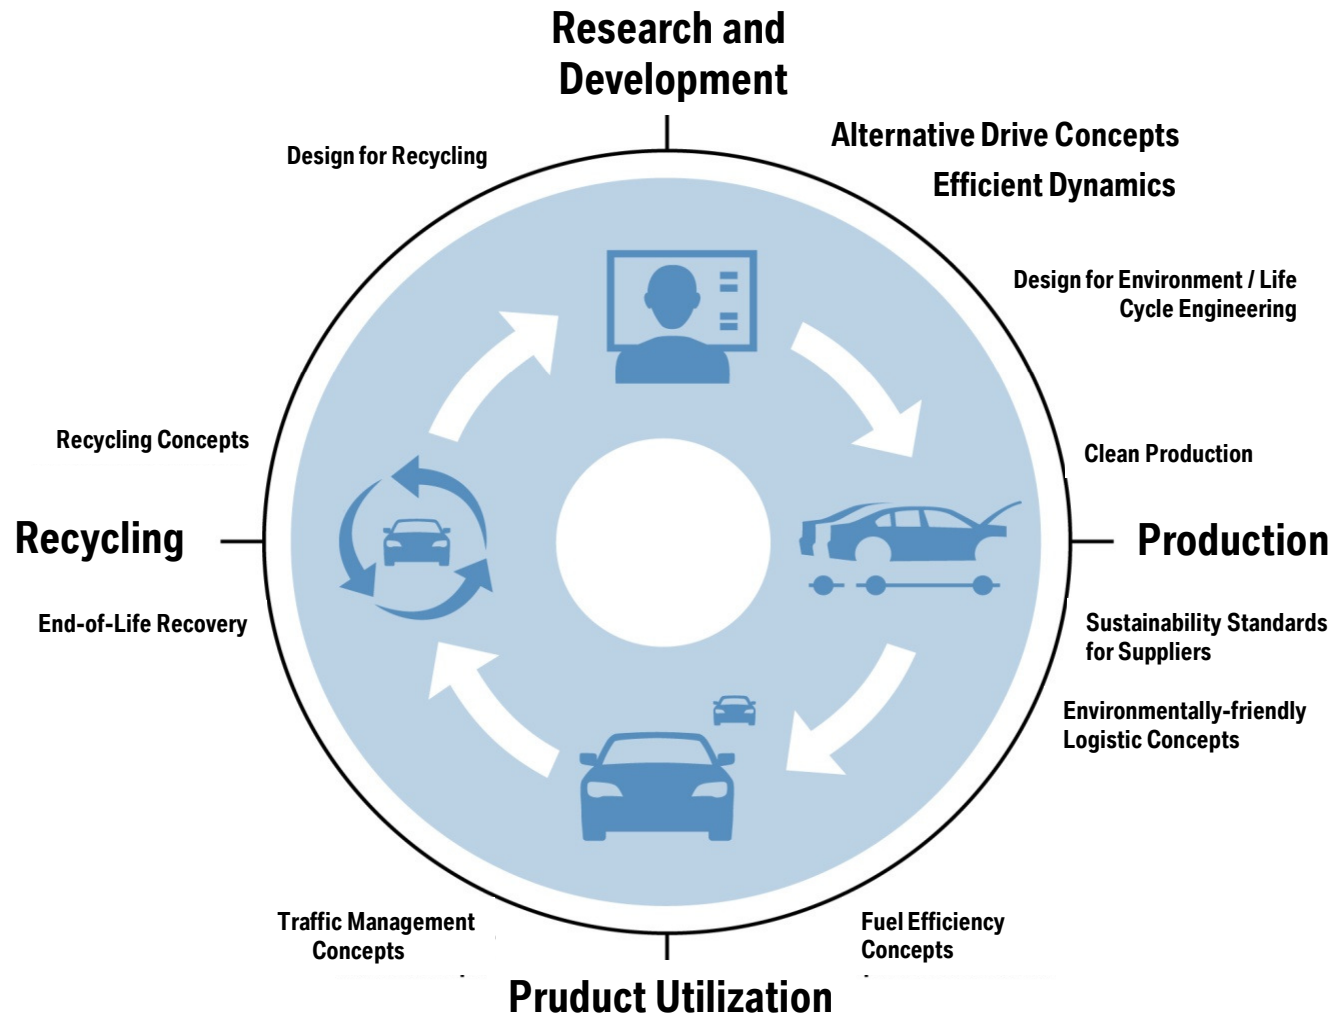 Research and
Development
Alternative Drive Concepts
Efficient Dynamics
Design for Recycling
Design for Environment / Life
Cycle Engineering
Recycling Concepts
Clean Production
Recycling
Production
End-of-Life Recovery
Sustainability Standards
for Suppliers
Environmentally-friendly
Logistic Concepts
Traffic Management
Concepts
Fuel Efficiency
Concepts
Pruduct Utilization